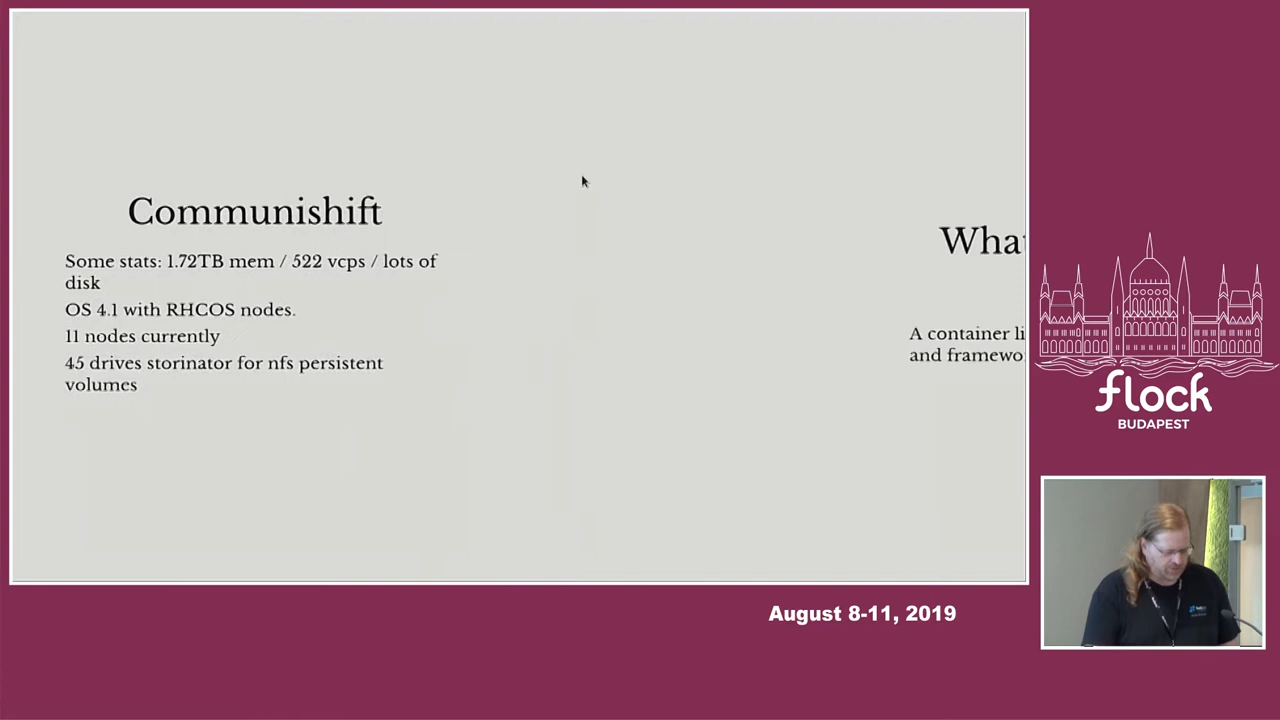 Communishift
Some stats: 1.72TB mem / 522 vcps / lots of
disk
OS 4.1 with RHCOS nodes.
11 nodes currently
45 drives storinator for nfs persistent
volumes
What
A container li
and framewo
flock
BUDAPEST
August 8-11, 2019